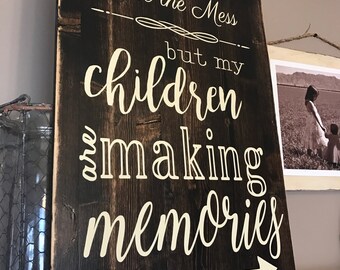 the Mess
but my
children
are making
memories